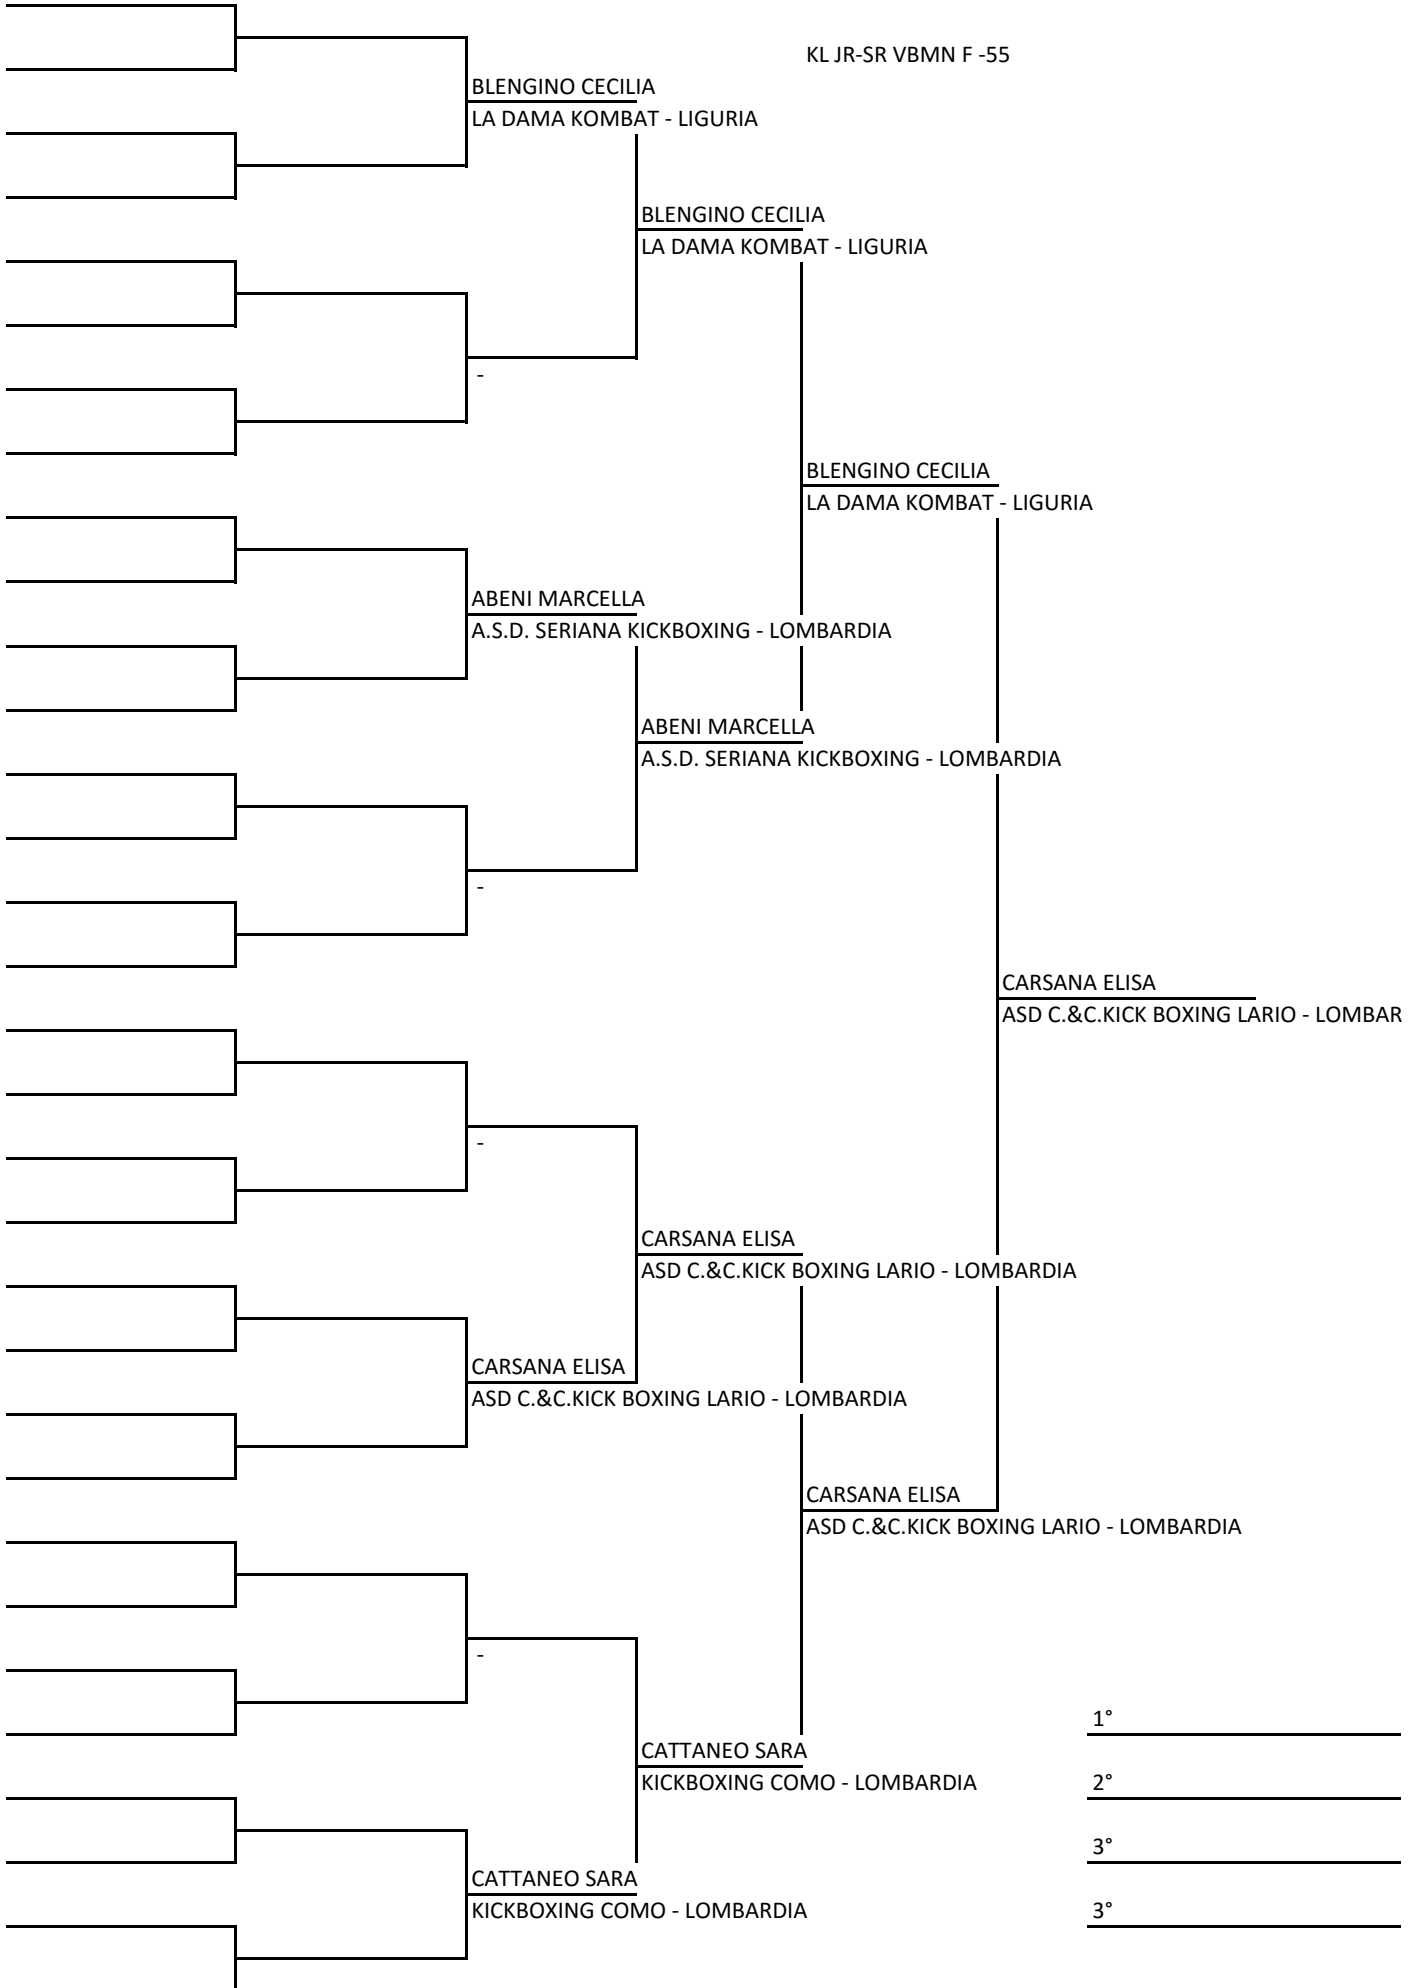 KL JR-SR VBMN F -55
BLENGINO CECILIA
LA DAMA KOMBAT - LIGURIA
BLENGINO CECILIA
LA DAMA KOMBAT - LIGURIA
-
BLENGINO CECILIA
LA DAMA KOMBAT - LIGURIA
ABENI MARCELLA
A.S.D. SERIANA KICKBOXING - LOMBARDIA
ABENI MARCELLA
A.S.D. SERIANA KICKBOXING - LOMBARDIA
-
CARSANA ELISA
ASD C.&C.KICK BOXING LARIO - LOMBAR
-
CARSANA ELISA
ASD C.&C.KICK BOXING LARIO - LOMBARDIA
CARSANA ELISA
ASD C.&C.KICK BOXING LARIO - LOMBARDIA
CARSANA ELISA
ASD C.&C.KICK BOXING LARIO - LOMBARDIA
-
1°
CATTANEO SARA
KICKBOXING COMO - LOMBARDIA
2°
3°
CATTANEO SARA
KICKBOXING COMO - LOMBARDIA
3°